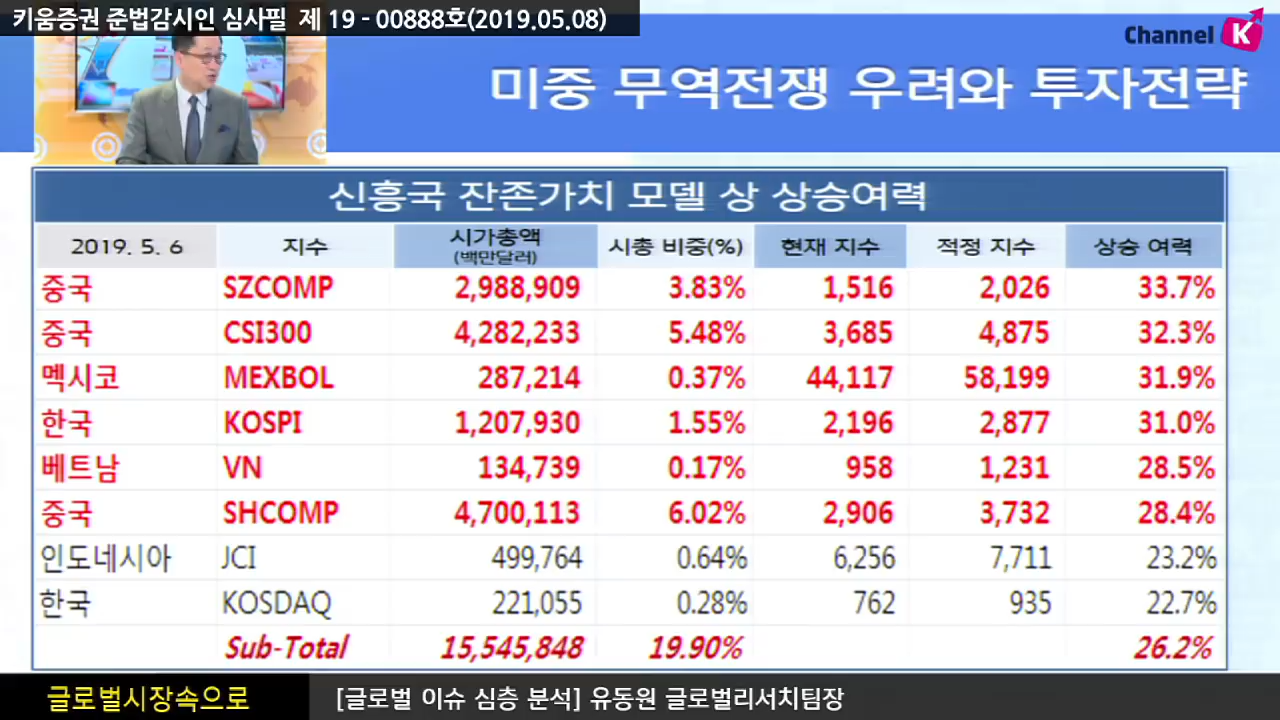 키움증권 준법감시인 심사필 제 19 - 00888호(2019.05.08)
Channel K
미중 무역전쟁 우려와 투자전략
신흥국 잔존가치 모델 상 상승여력
2019. 5. 6 지수 시가총액 (백만달러) 시총 비중(%) 현재 지수 적정 지수 상승 여력
중국 SZCOMP 2,988,909 3.83% 1,516 2,026 33.7%
중국 CSI300 4,282,233 5.48% 3,685 4,875 32.3%
멕시코 MEXBOL 287,214 0.37% 44,117 58,199 31.9%
한국 KOSPI 1,207,930 1.55% 2,196 2,877 31.0%
베트남 VN 134,739 0.17% 958 1,231 28.5%
중국 SHCOMP 4,700,113 6.02% 2,906 3,732 28.4%
인도네시아 JCI 499,764 0.64% 6,256 7,711 23.2%
한국 KOSDAQ 221,055 0.28% 762 935 22.7%
Sub-Total 15,545,848 19.90% 26.2%
글로벌시장속으로 [글로벌 이슈 심층 분석] 유동원 글로벌리서치팀장